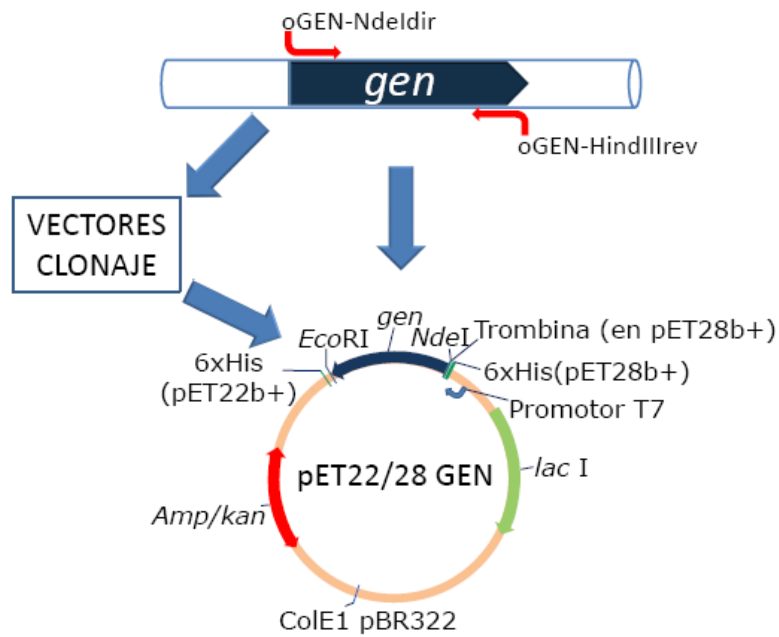 oGEN-NdeIdir
gen
oGEN-HindIIIrev
VECTORES
CLONAJE
gen
EcoRI
NdeI
Trombina (en pET28b+)
6xHis
(pET22b+)
6xHis(pET28b+)
Promotor T7
pET22/28 GEN
lac I
Amp/kan
ColE1 pBR322